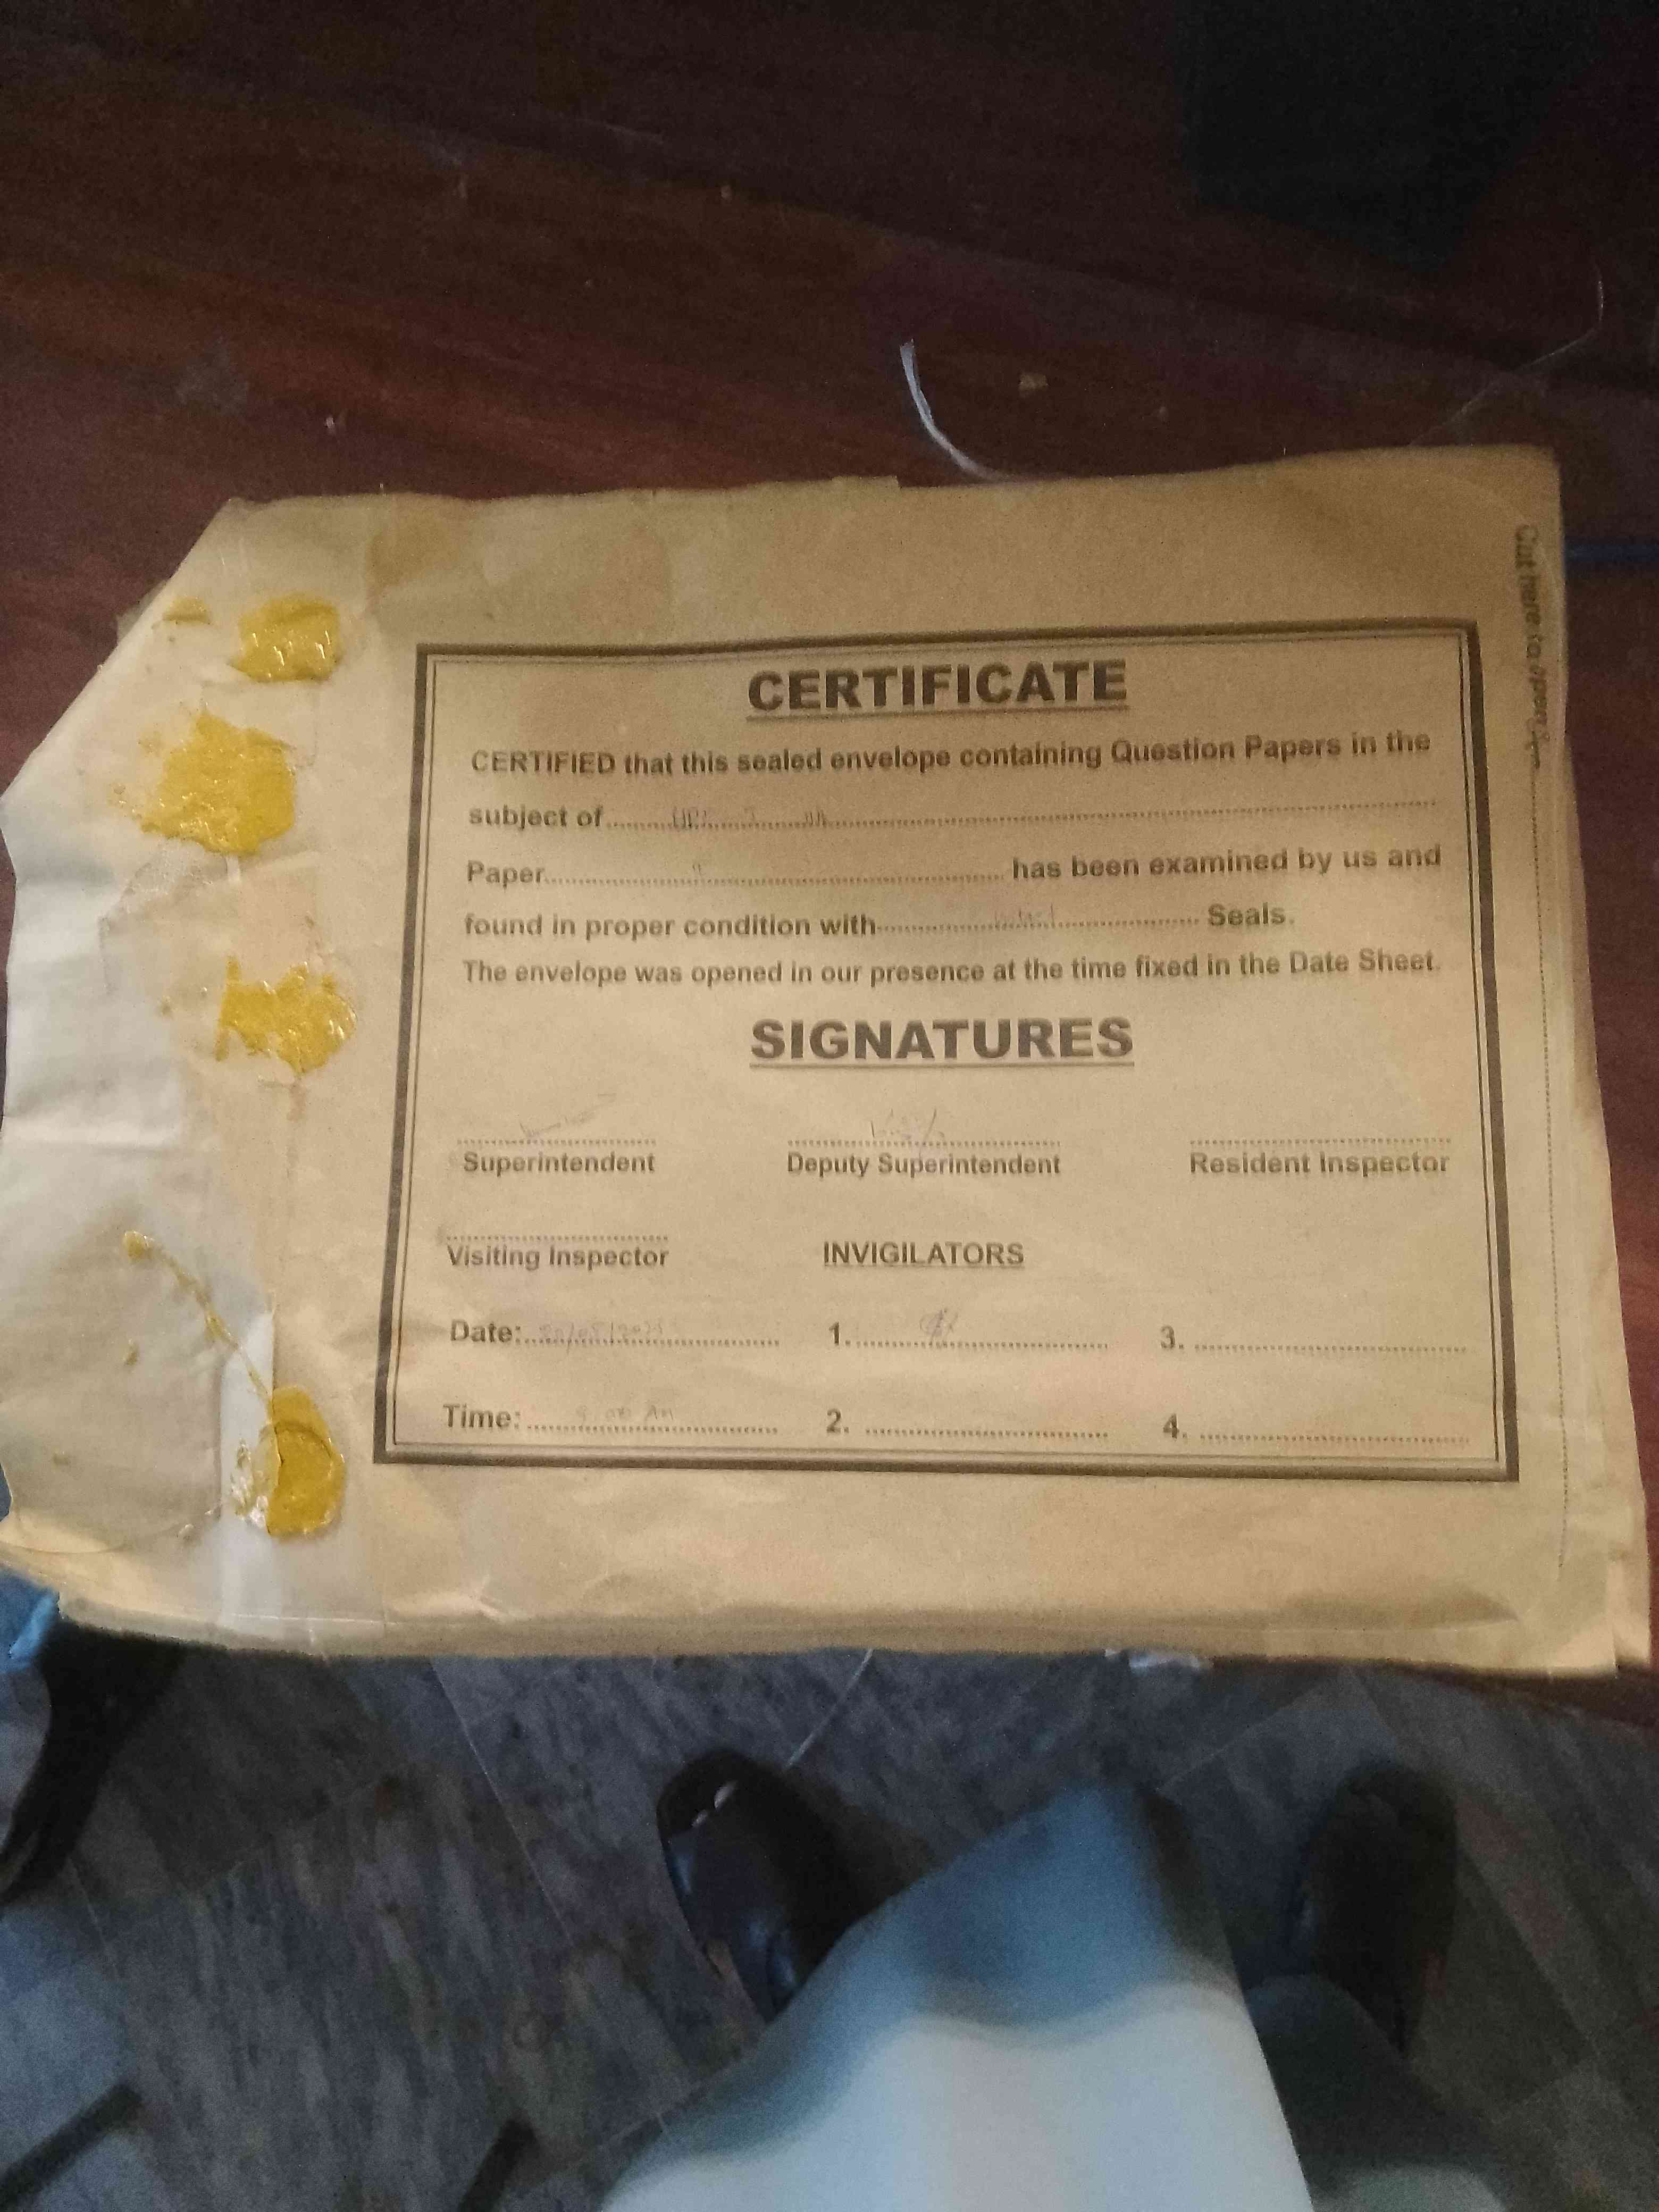 Cut here to open
CERTIFICATE
CERTIFIED that this sealed envelope containing Question Papers in the
subject of
Paper has been examined by us and
found in proper condition with Seals.
The envelope was opened in our presence at the time fixed in the Date Sheet.
SIGNATURES
Superintendent Deputy Superintendent Resident Inspector
Visiting Inspector INVIGILATORS
Date: 1. 3.
Time: 2. 4.